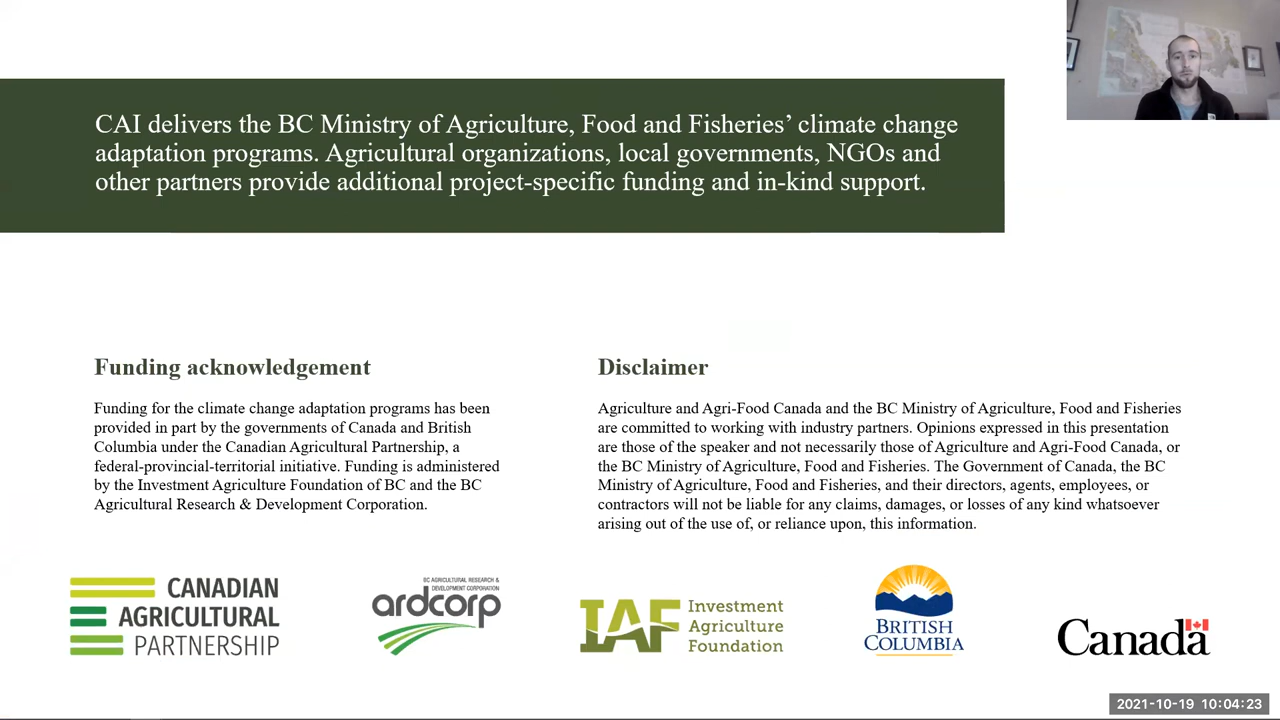 CAI delivers the BC Ministry of Agriculture, Food and Fisheries’ climate change
adaptation programs. Agricultural organizations, local governments, NGOs and
other partners provide additional project-specific funding and in-kind support.
Funding acknowledgement
Funding for the climate change adaptation programs has been
provided in part by the governments of Canada and British
Columbia under the Canadian Agricultural Partnership, a
federal-provincial-territorial initiative. Funding is administered
by the Investment Agriculture Foundation of BC and the BC
Agricultural Research & Development Corporation.
Disclaimer
Agriculture and Agri-Food Canada and the BC Ministry of Agriculture, Food and Fisheries
are committed to working with industry partners. Opinions expressed in this presentation
are those of the speaker and not necessarily those of Agriculture and Agri-Food Canada, or
the BC Ministry of Agriculture, Food and Fisheries. The Government of Canada, the BC
Ministry of Agriculture, Food and Fisheries, and their directors, agents, employees, or
contractors will not be liable for any claims, damages, or losses of any kind whatsoever
arising out of the use of, or reliance upon, this information.
CANADIAN
AGRICULTURAL
PARTNERSHIP
BC AGRICULTURAL RESEARCH &
DEVELOPMENT CORPORATION
ardcorp
IAF
Investment
Agriculture
Foundation
BRITISH
COLUMBIA
Canada
2021-10-19 10:04:23